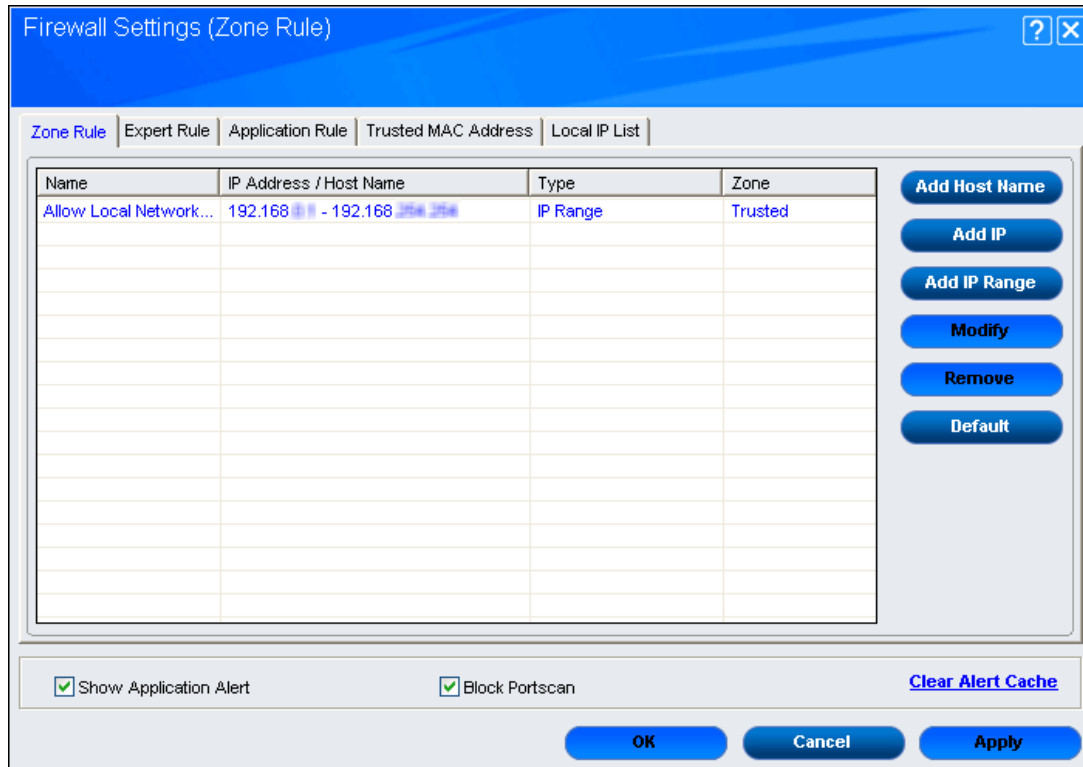 Firewall Settings (Zone Rule)
?
Zone Rule Expert Rule Application Rule Trusted MAC Address Local IP List
Name IP Address / Host Name Type Zone
Allow Local Network... 192.168 - 192.168 IP Range Trusted
Add Host Name
Add IP
Add IP Range
Modify
Remove
Default
Show Application Alert Block Portscan Clear Alert Cache
OK Cancel Apply